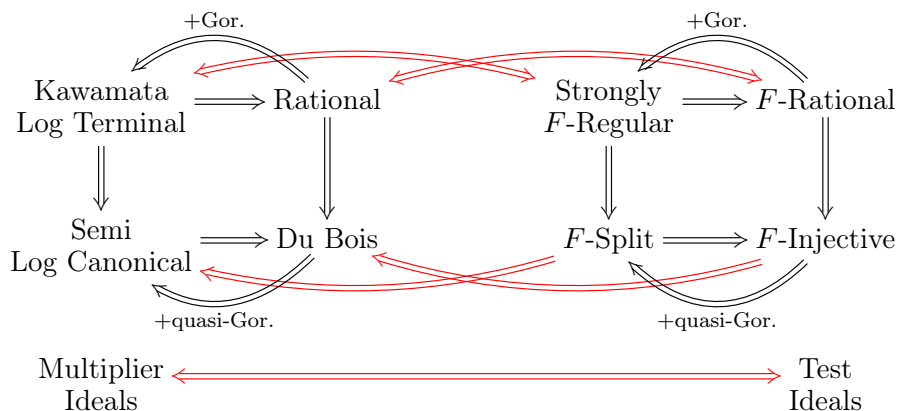 +Gor.
+Gor.
Kawamata
Log Terminal
Rational
Strongly
F-Regular
F-Rational
Semi
Log Canonical
Du Bois
F-Split
F-Injective
+quasi-Gor.
+quasi-Gor.
Multiplier
Ideals
Test
Ideals